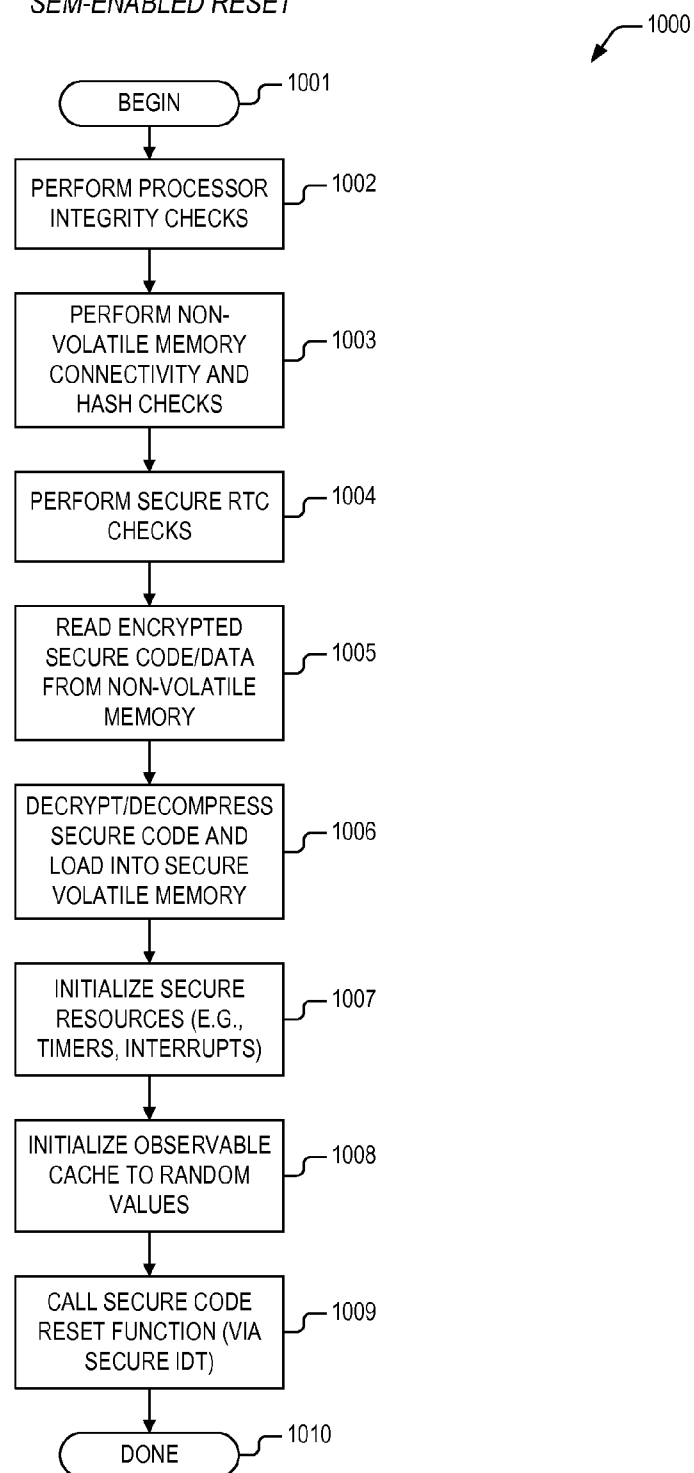 SEM-ENABLED RESET
1000
BEGIN
1001
PERFORM PROCESSOR
INTEGRITY CHECKS
1002
PERFORM NON-
VOLATILE MEMORY
CONNECTIVITY AND
HASH CHECKS
1003
PERFORM SECURE RTC
CHECKS
1004
READ ENCRYPTED
SECURE CODE/DATA
FROM NON-VOLATILE
MEMORY
1005
DECRYPT/DECOMPRESS
SECURE CODE AND
LOAD INTO SECURE
VOLATILE MEMORY
1006
INITIALIZE SECURE
RESOURCES (E.G.,
TIMERS, INTERRUPTS)
1007
INITIALIZE OBSERVABLE
CACHE TO RANDOM
VALUES
1008
CALL SECURE CODE
RESET FUNCTION (VIA
SECURE IDT)
1009
DONE
1010